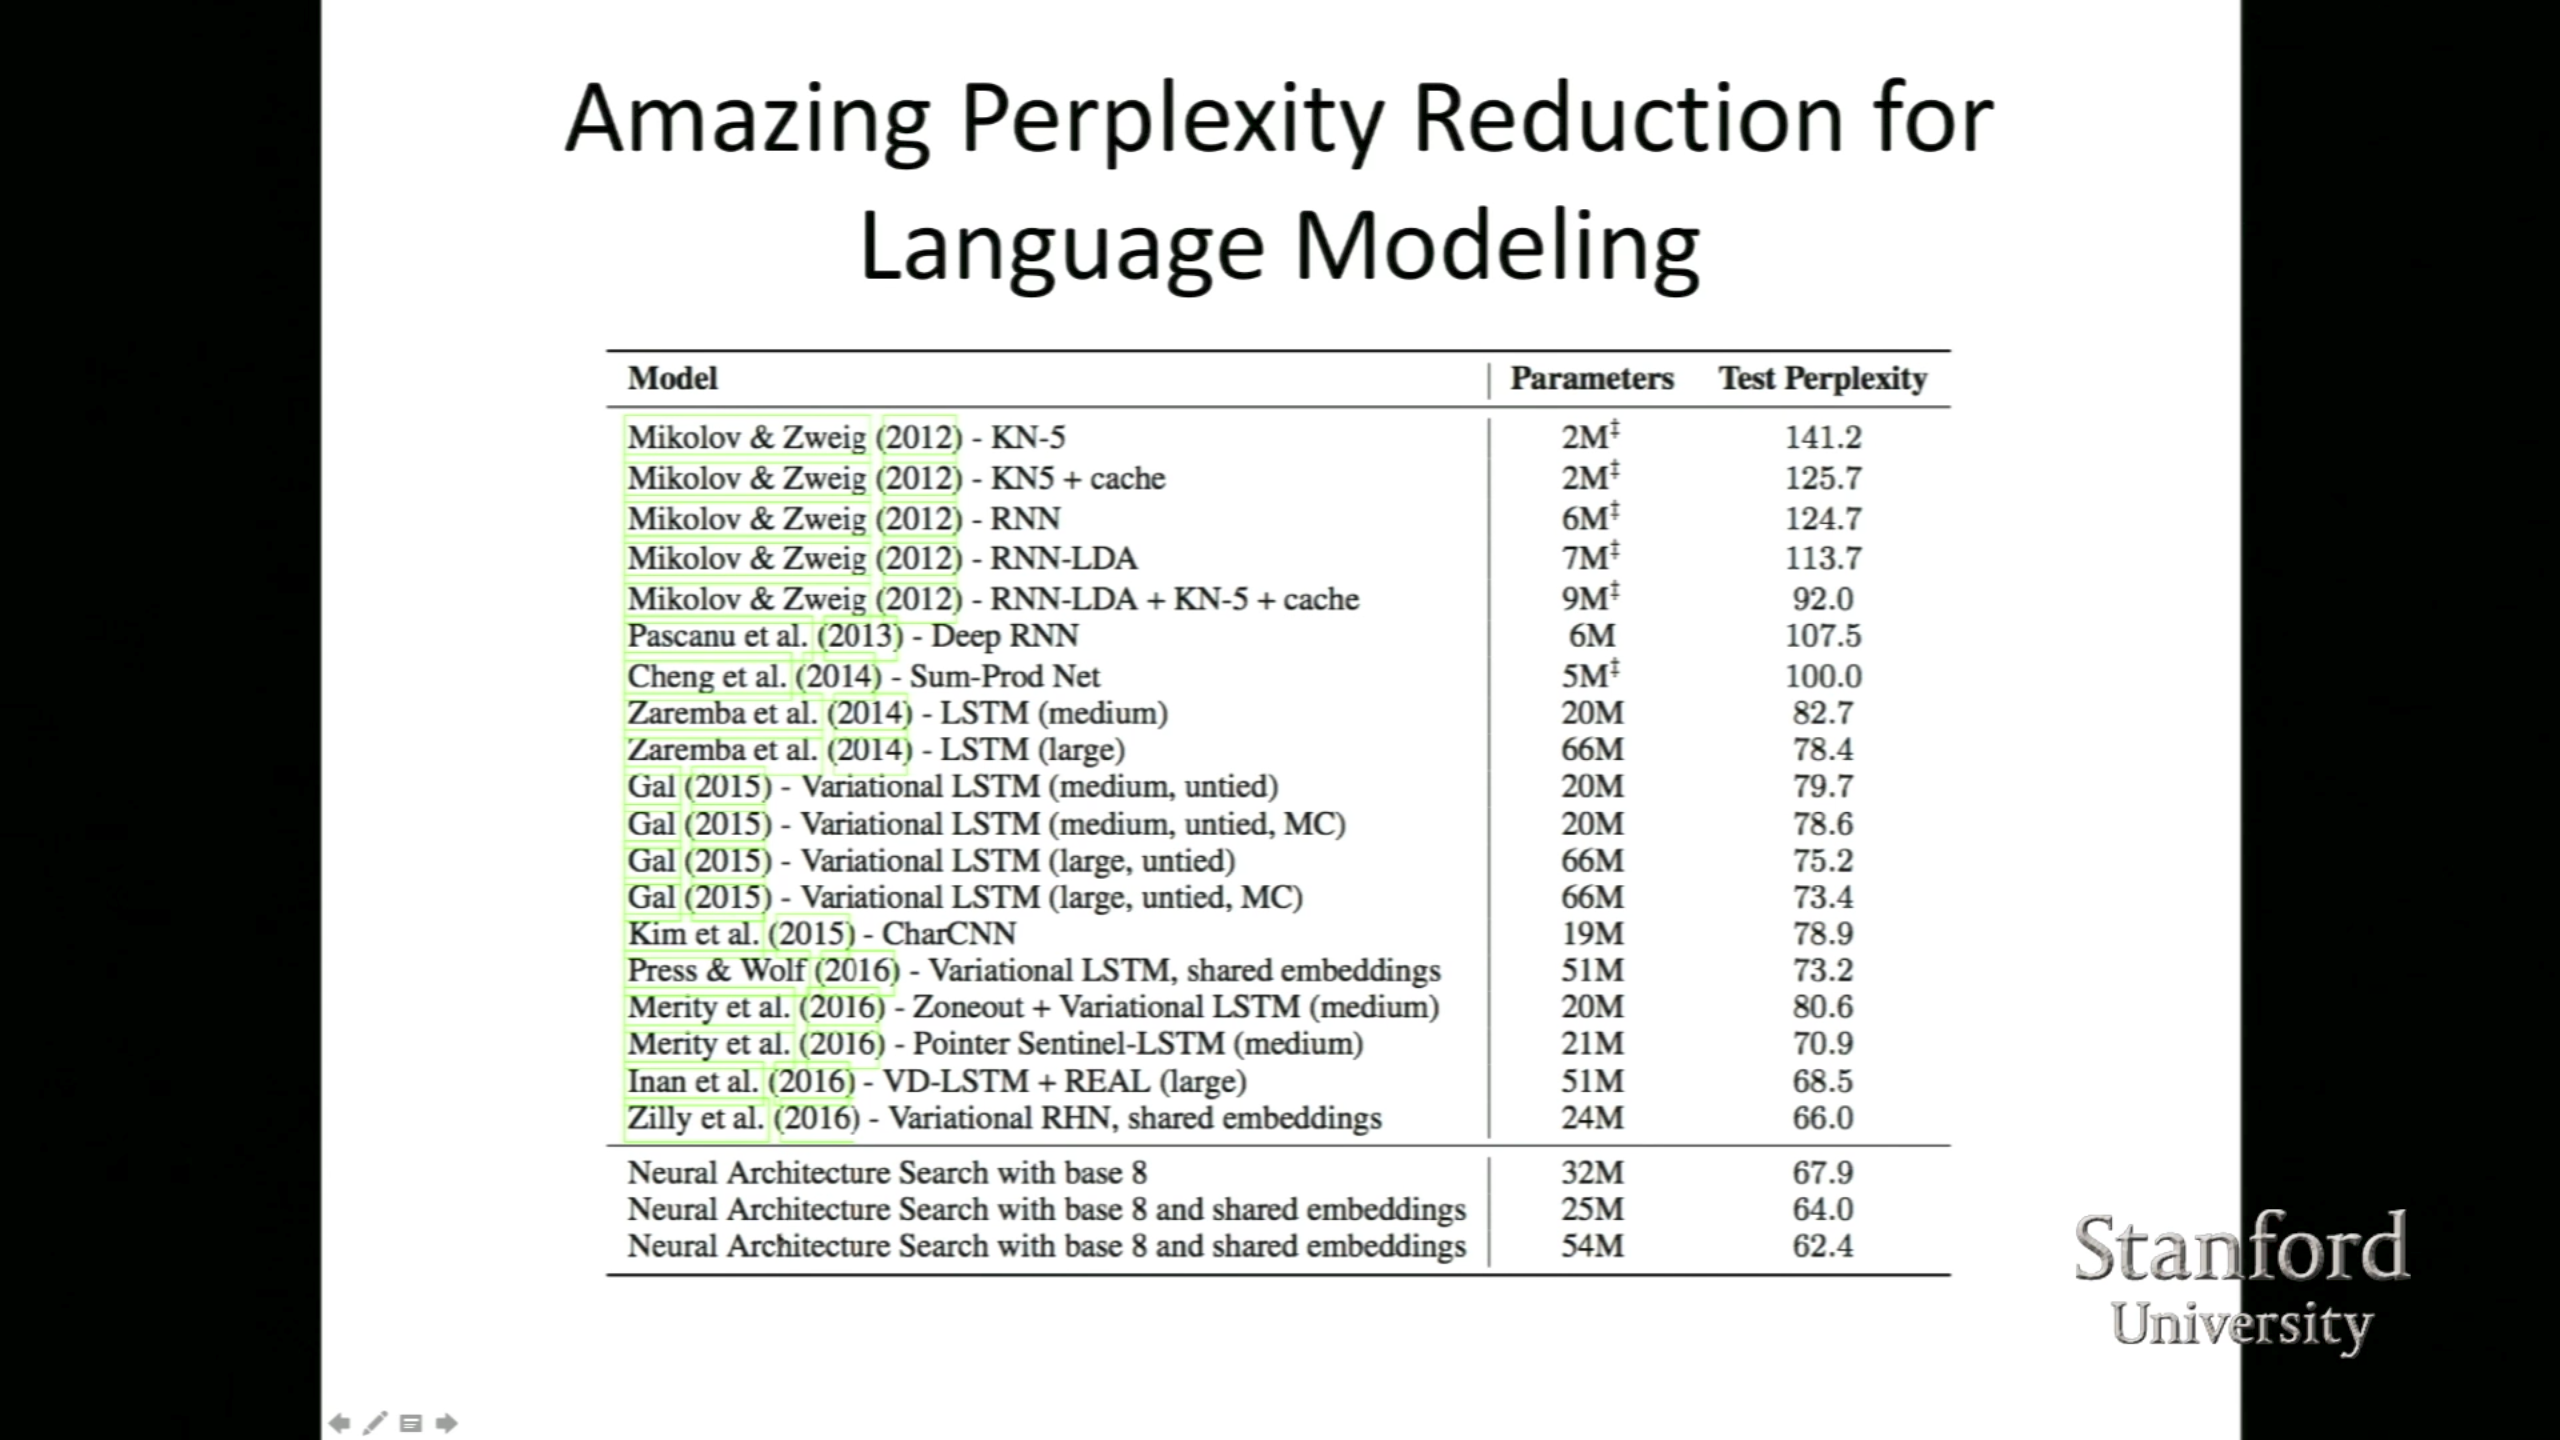 Amazing Perplexity Reduction for
Language Modeling
Model Parameters Test Perplexity
Mikolov & Zweig (2012) - KN-5 2M‡ 141.2
Mikolov & Zweig (2012) - KN5 + cache 2M‡ 125.7
Mikolov & Zweig (2012) - RNN 6M‡ 124.7
Mikolov & Zweig (2012) - RNN-LDA 7M‡ 113.7
Mikolov & Zweig (2012) - RNN-LDA + KN-5 + cache 9M‡ 92.0
Pascanu et al. (2013) - Deep RNN 6M 107.5
Cheng et al. (2014) - Sum-Prod Net 5M‡ 100.0
Zaremba et al. (2014) - LSTM (medium) 20M 82.7
Zaremba et al. (2014) - LSTM (large) 66M 78.4
Gal (2015) - Variational LSTM (medium, untied) 20M 79.7
Gal (2015) - Variational LSTM (medium, untied, MC) 20M 78.6
Gal (2015) - Variational LSTM (large, untied) 66M 75.2
Gal (2015) - Variational LSTM (large, untied, MC) 66M 73.4
Kim et al. (2015) - CharCNN 19M 78.9
Press & Wolf (2016) - Variational LSTM, shared embeddings 51M 73.2
Merity et al. (2016) - Zoneout + Variational LSTM (medium) 20M 80.6
Merity et al. (2016) - Pointer Sentinel-LSTM (medium) 21M 70.9
Inan et al. (2016) - VD-LSTM + REAL (large) 51M 68.5
Zilly et al. (2016) - Variational RHN, shared embeddings 24M 66.0
Neural Architecture Search with base 8 32M 67.9
Neural Architecture Search with base 8 and shared embeddings 25M 64.0
Neural Architecture Search with base 8 and shared embeddings 54M 62.4
Stanford
University